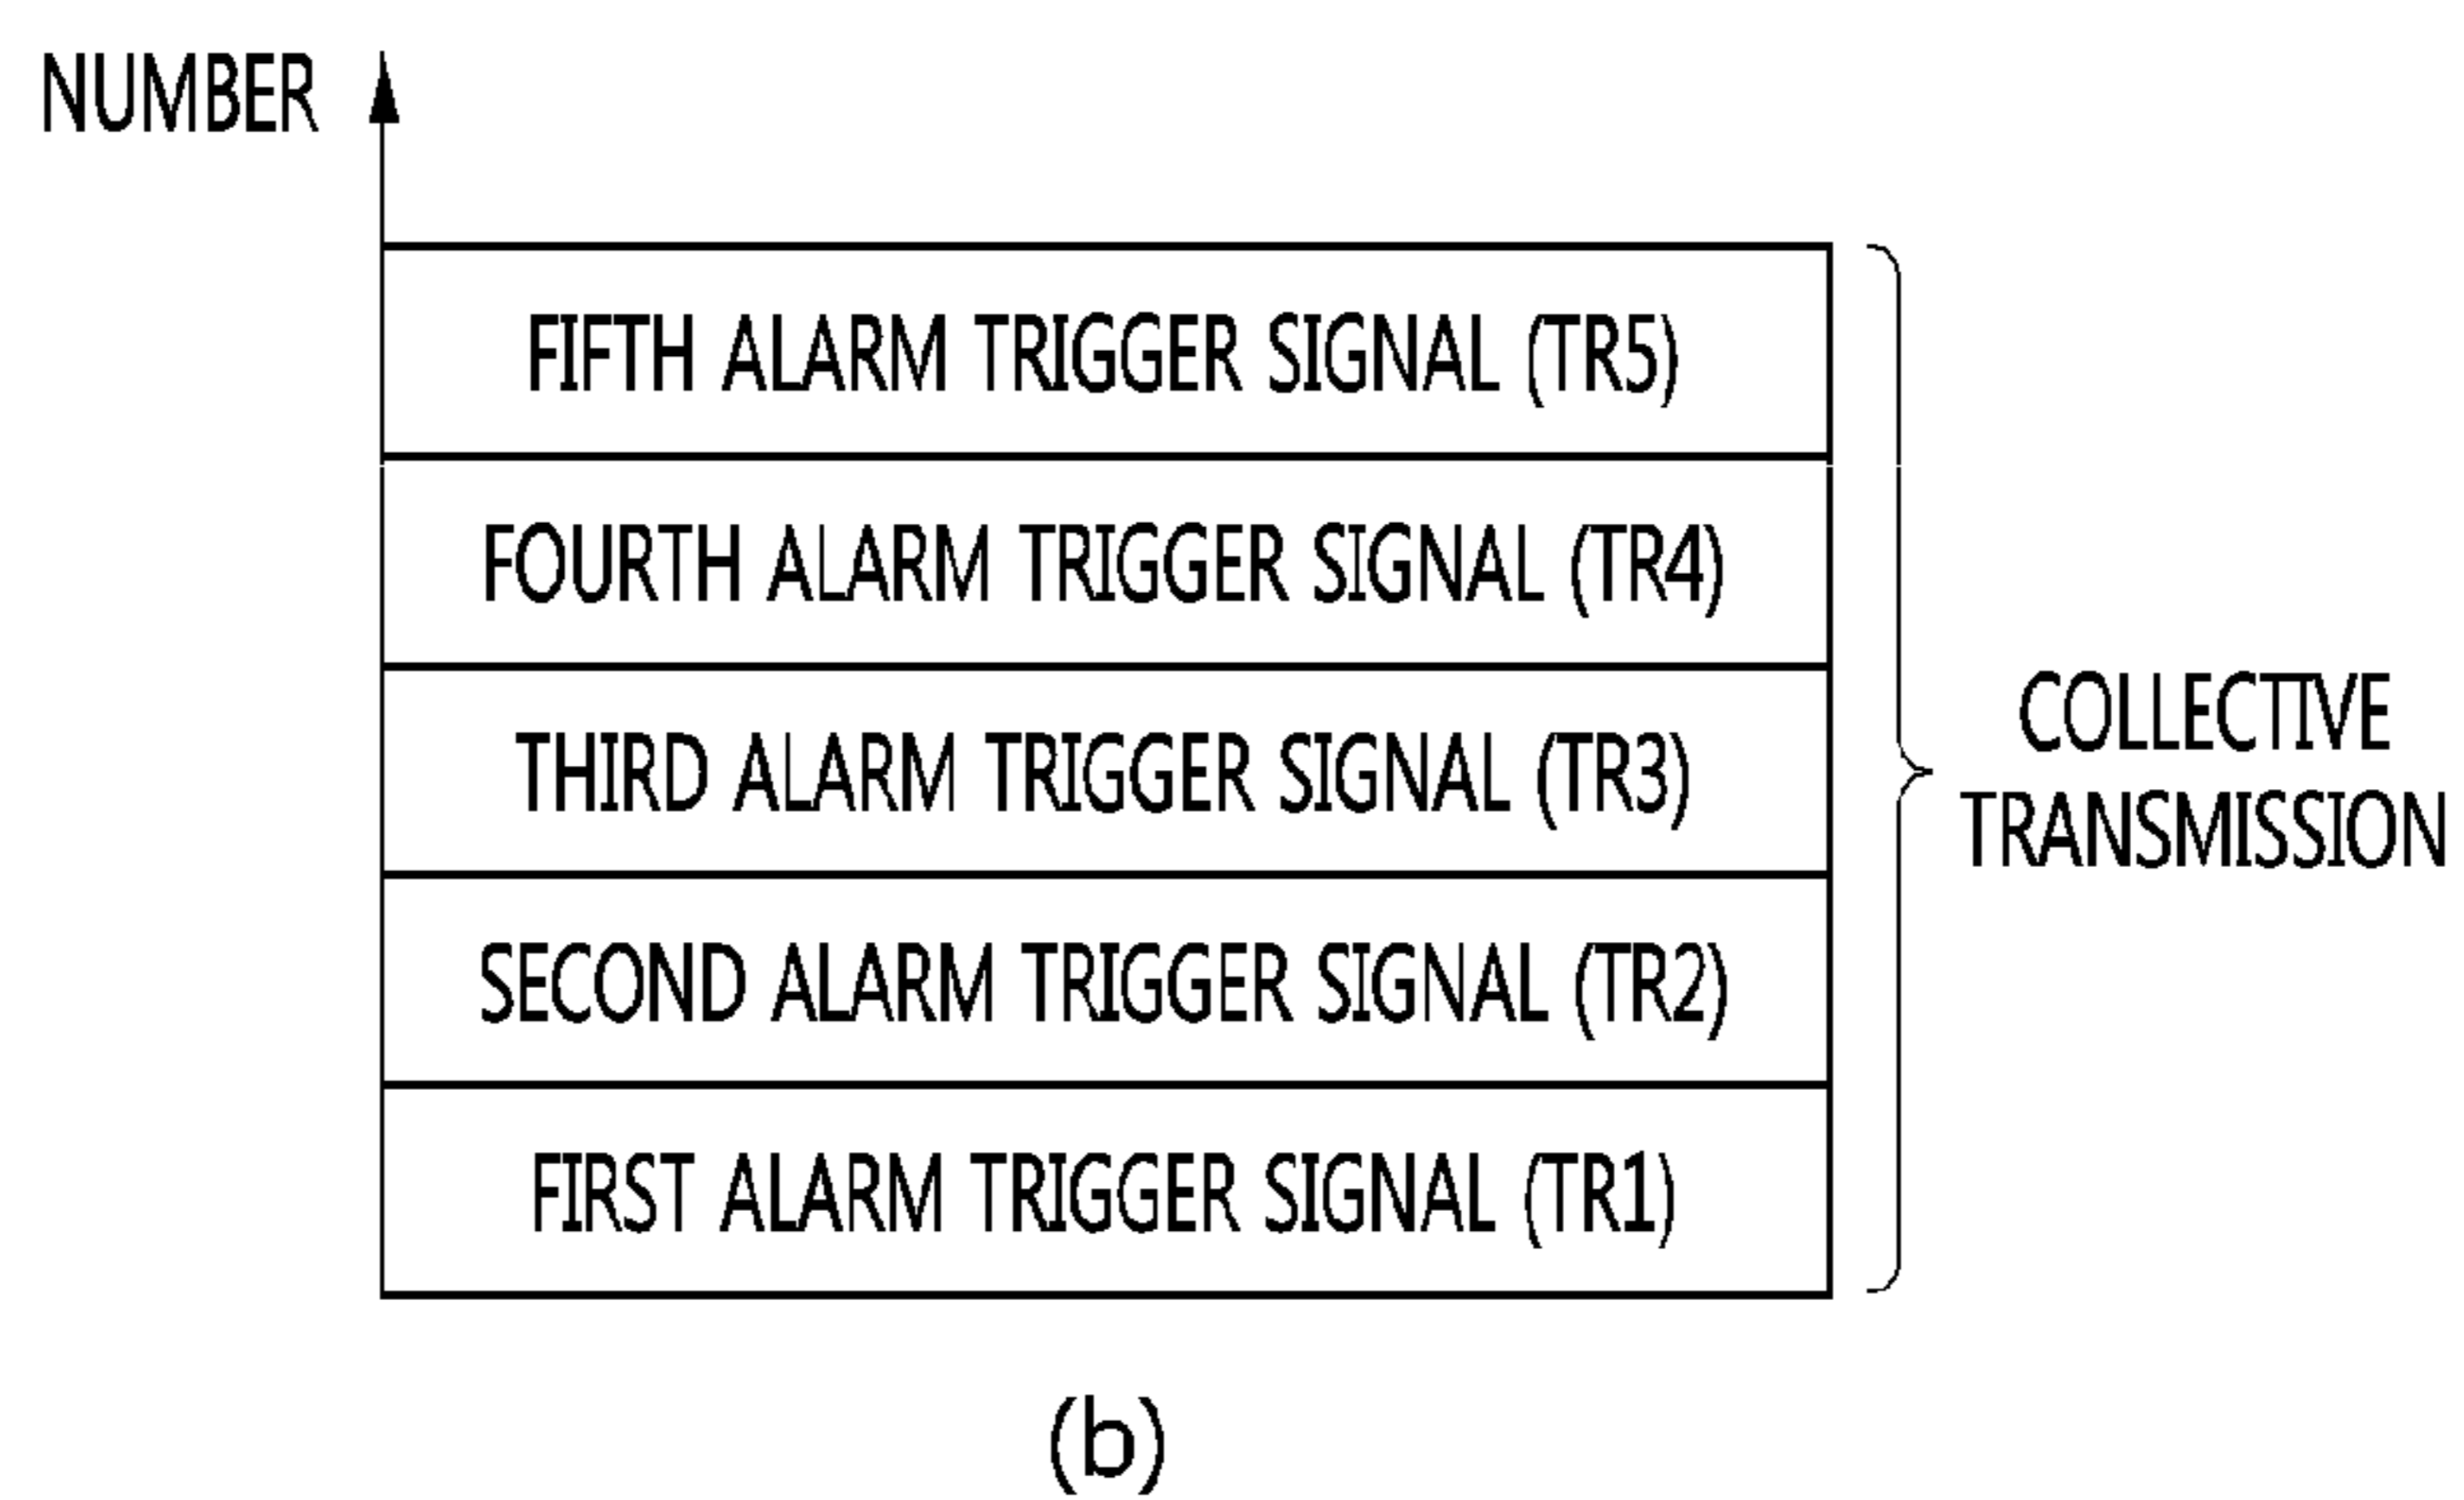 NUMBER
FIFTH ALARM TRIGGER SIGNAL (TR5)
FOURTH ALARM TRIGGER SIGNAL (TR4)
THIRD ALARM TRIGGER SIGNAL (TR3)
SECOND ALARM TRIGGER SIGNAL (TR2)
FIRST ALARM TRIGGER SIGNAL (TR1)
COLLECTIVE
TRANSMISSION
(b)